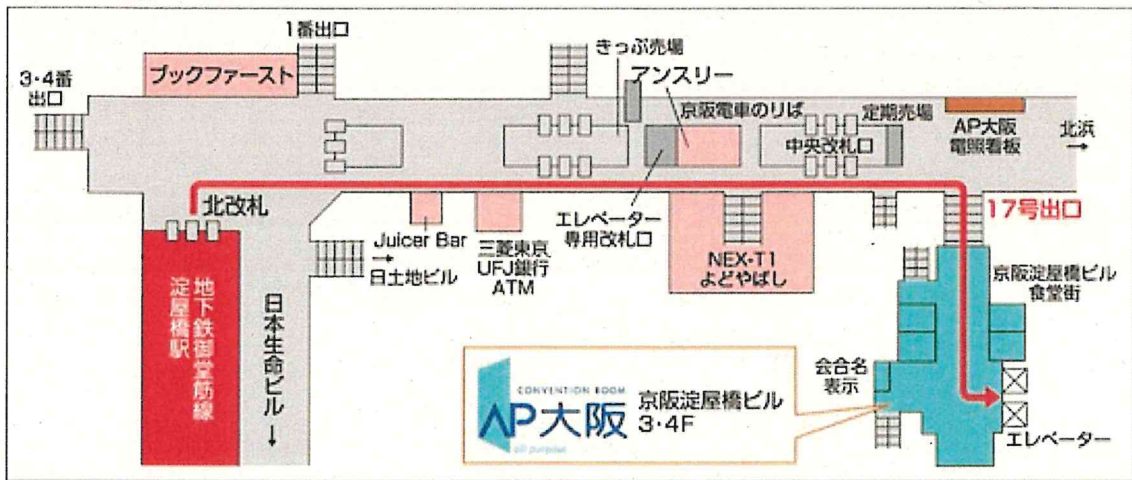 1番出口
きっぷ売場
ブックファースト
アンスリー
3・4番
出口
京阪電車のりば
定期売場
AP大阪
電照看板
北浜
→
中央改札口
北改札
17号出口
エレベーター
専用改札口
Juicer Bar
→
日土地ビル
三菱東京
UFJ銀行
ATM
NEX-T1
よどやばし
京阪淀屋橋ビル
食堂街
地下鉄御堂筋線
淀屋橋駅
日本生命ビル→
会合名
表示
CONVENTION ROOM
AP大阪
all purpose
京阪淀屋橋ビル
3・4F
エレベーター